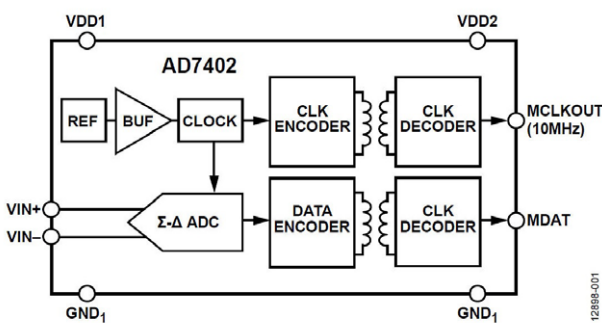 VDD1
VDD2
AD7402
REF
BUF
CLOCK
CLK
ENCODER
CLK
DECODER
MCLKOUT
(10MHz)
VIN+
VIN–
Σ-Δ ADC
DATA
ENCODER
CLK
DECODER
MDAT
GND₁
GND₁
12898-001